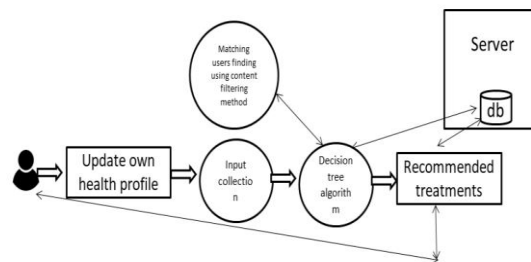 Matching
users finding
using content
filtering
method
Server
db
Update own
health profile
Input
collectio
n
Decision
tree
algorith
m
Recommended
treatments